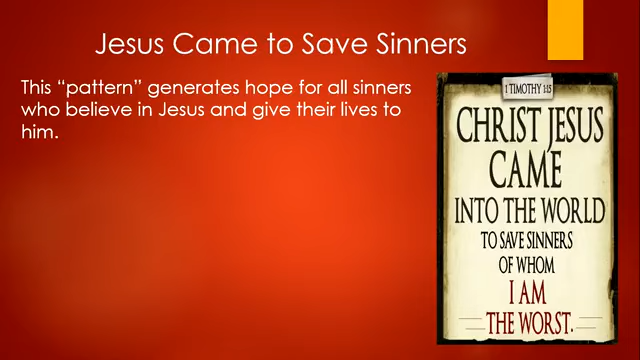 Jesus Came to Save Sinners
This “pattern” generates hope for all sinners
who believe in Jesus and give their lives to
him.
1 TIMOTHY 1:15
CHRIST JESUS
CAME
INTO THE WORLD
TO SAVE SINNERS
OF WHOM
I AM
THE WORST.